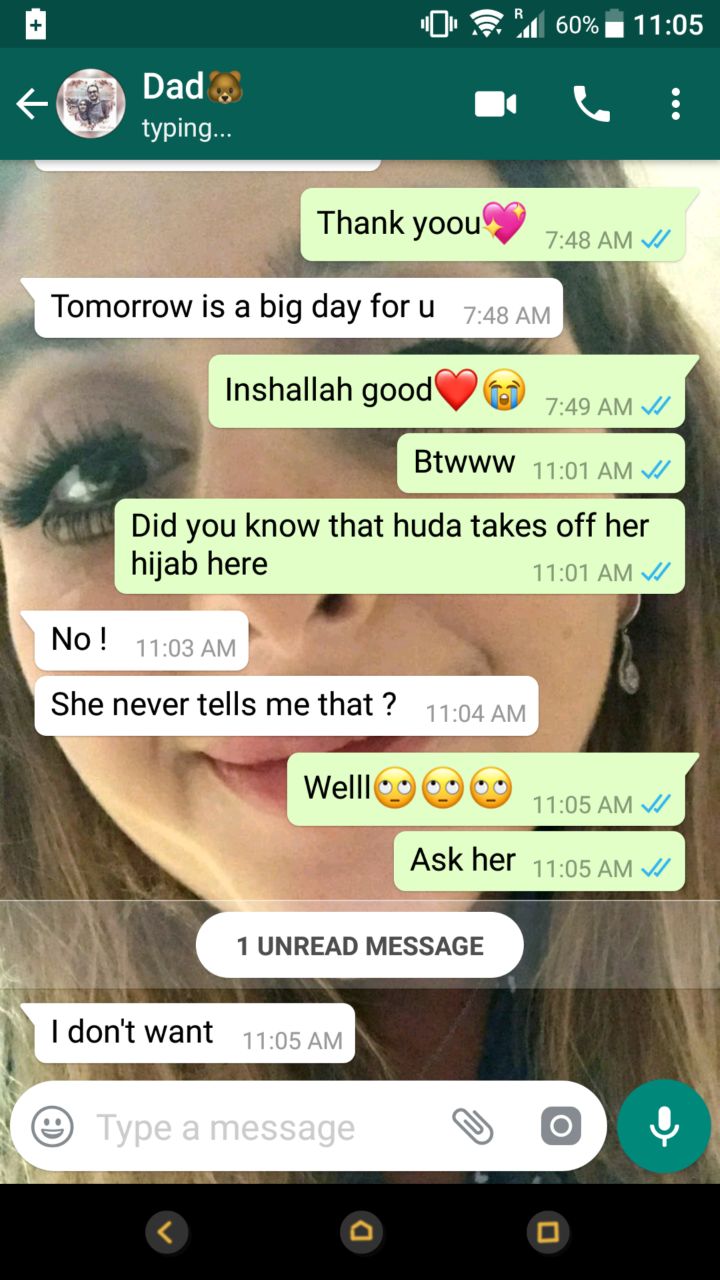 R 60% 11:05
Dad🐻
typing...
Thank yoou💖 7:48 AM
Tomorrow is a big day for u 7:48 AM
Inshallah good❤️😭 7:49 AM
Btwww 11:01 AM
Did you know that huda takes off her
hijab here 11:01 AM
No ! 11:03 AM
She never tells me that ? 11:04 AM
Welll🙄🙄🙄 11:05 AM
Ask her 11:05 AM
1 UNREAD MESSAGE
I don't want 11:05 AM
Type a message